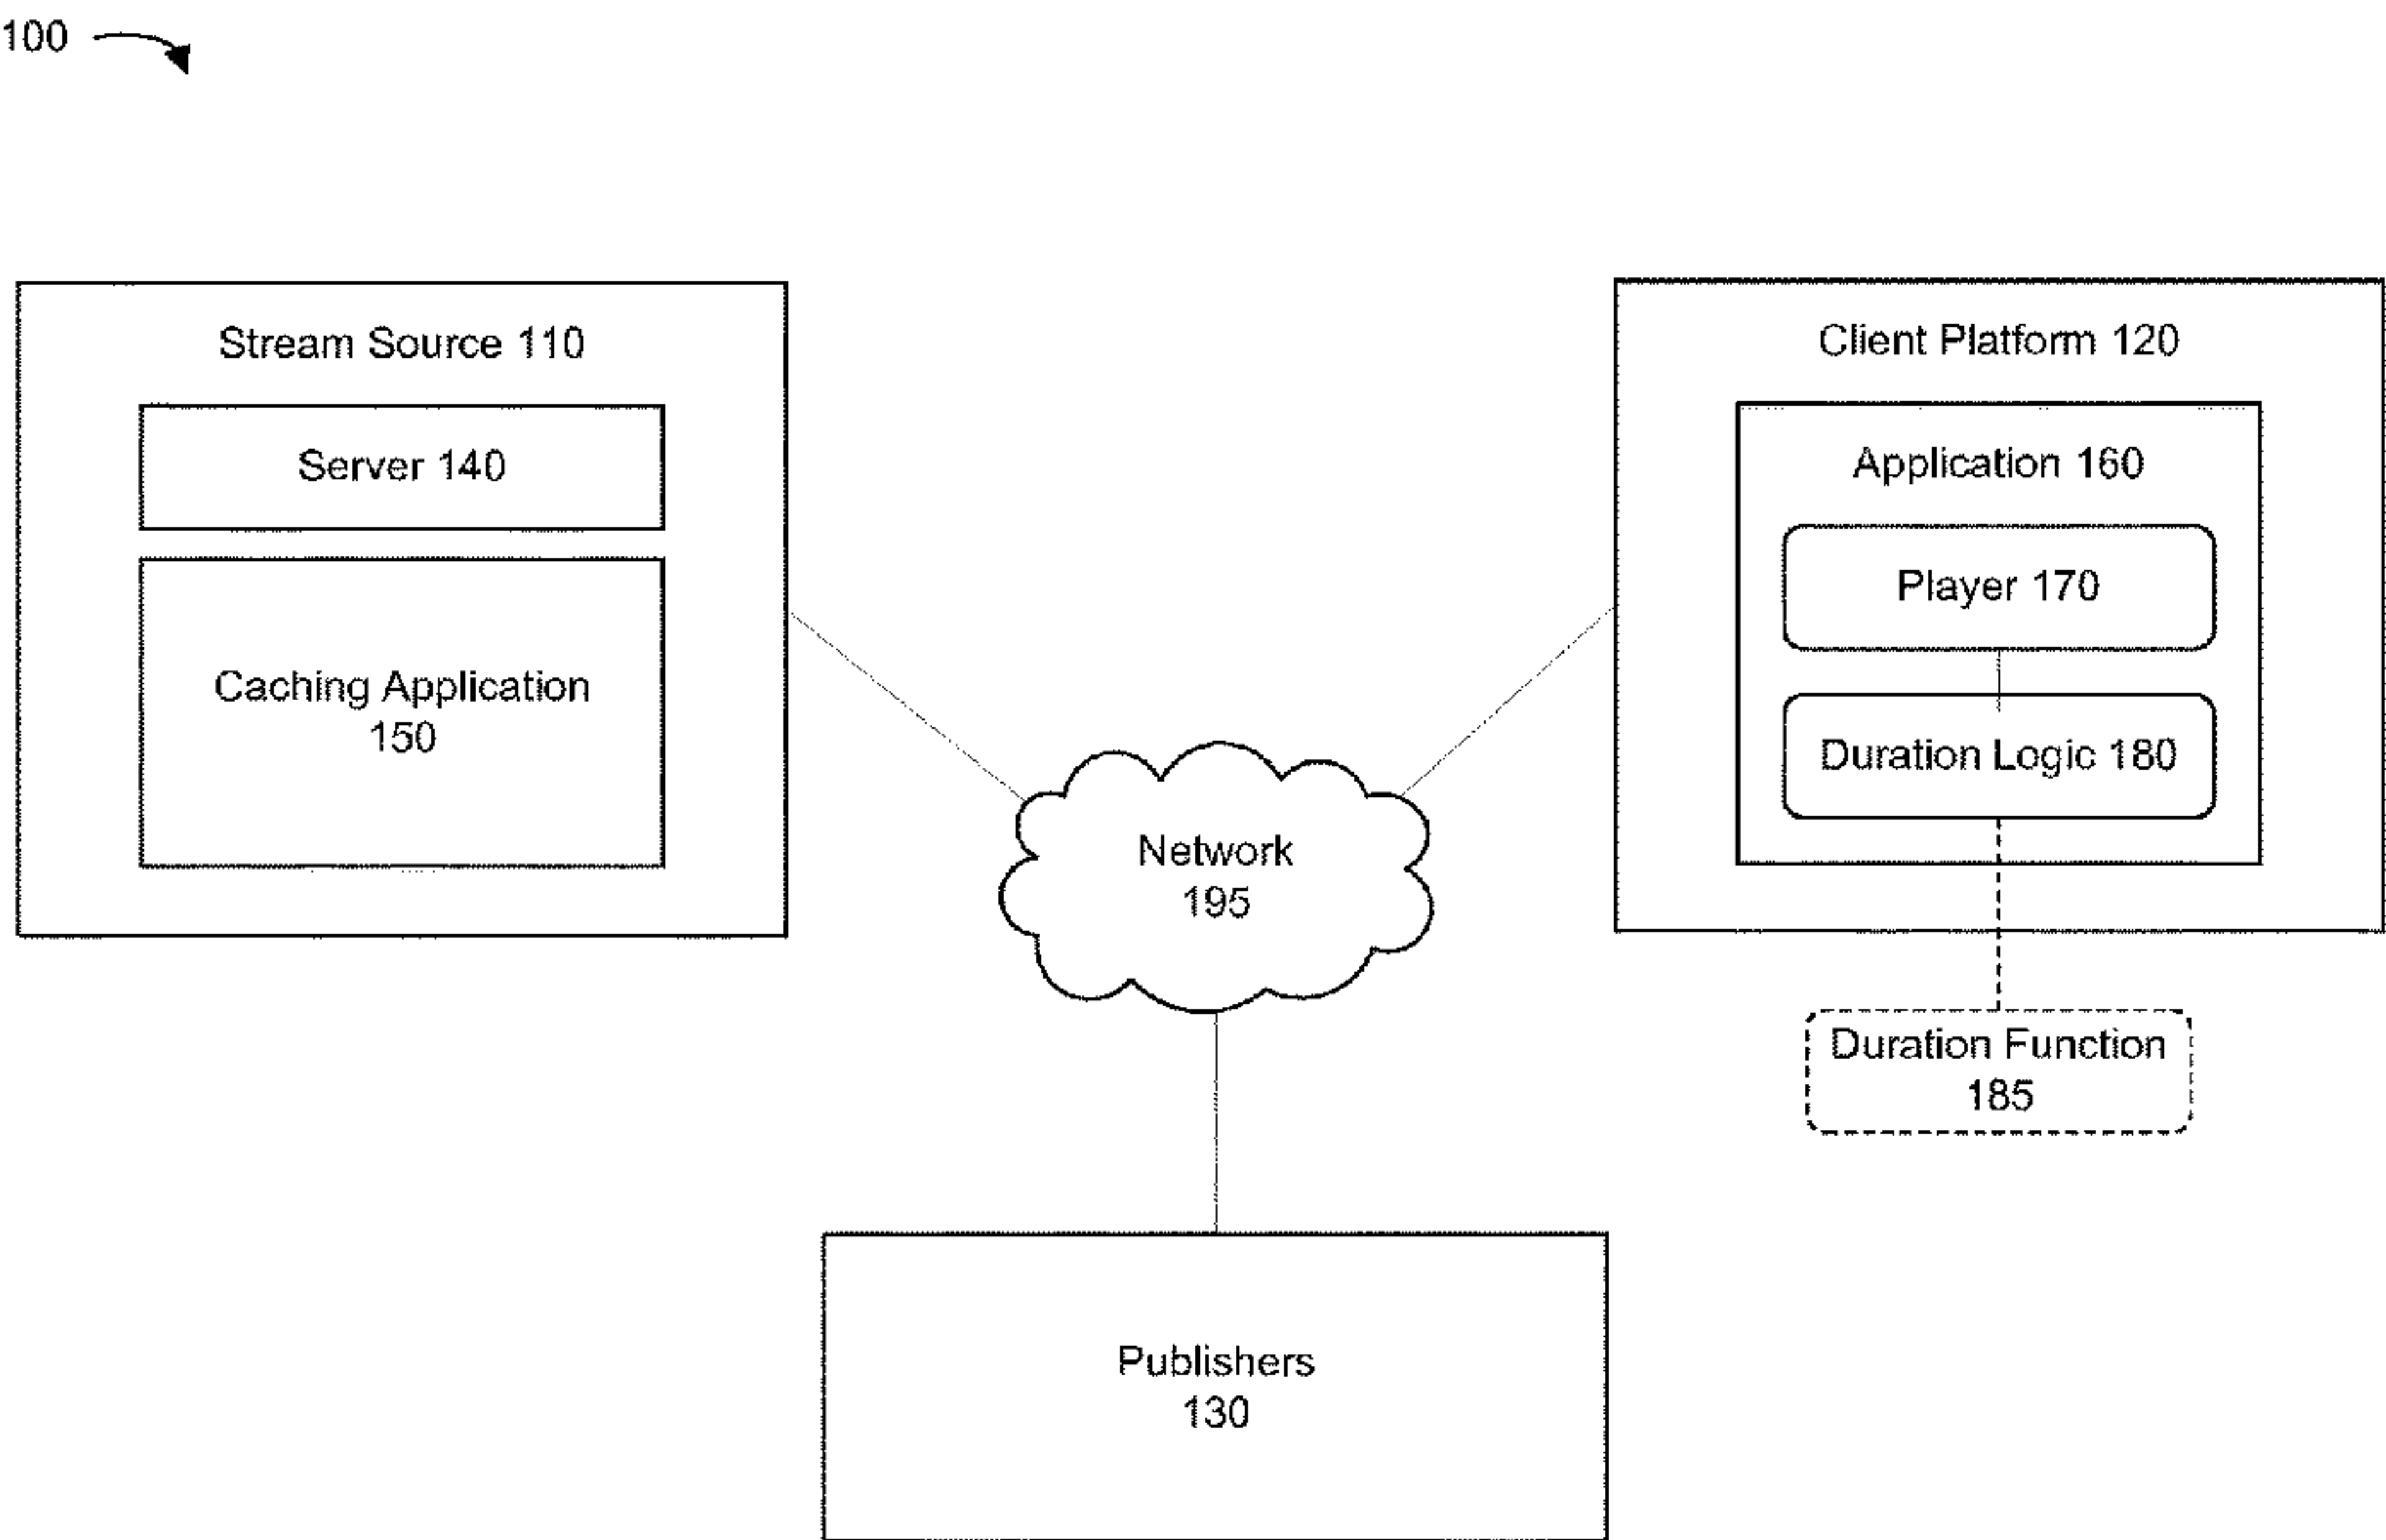 100
Stream Source 110
Server 140
Caching Application
150
Client Platform 120
Application 160
Player 170
Duration Logic 180
Network
195
Duration Function
185
Publishers
130